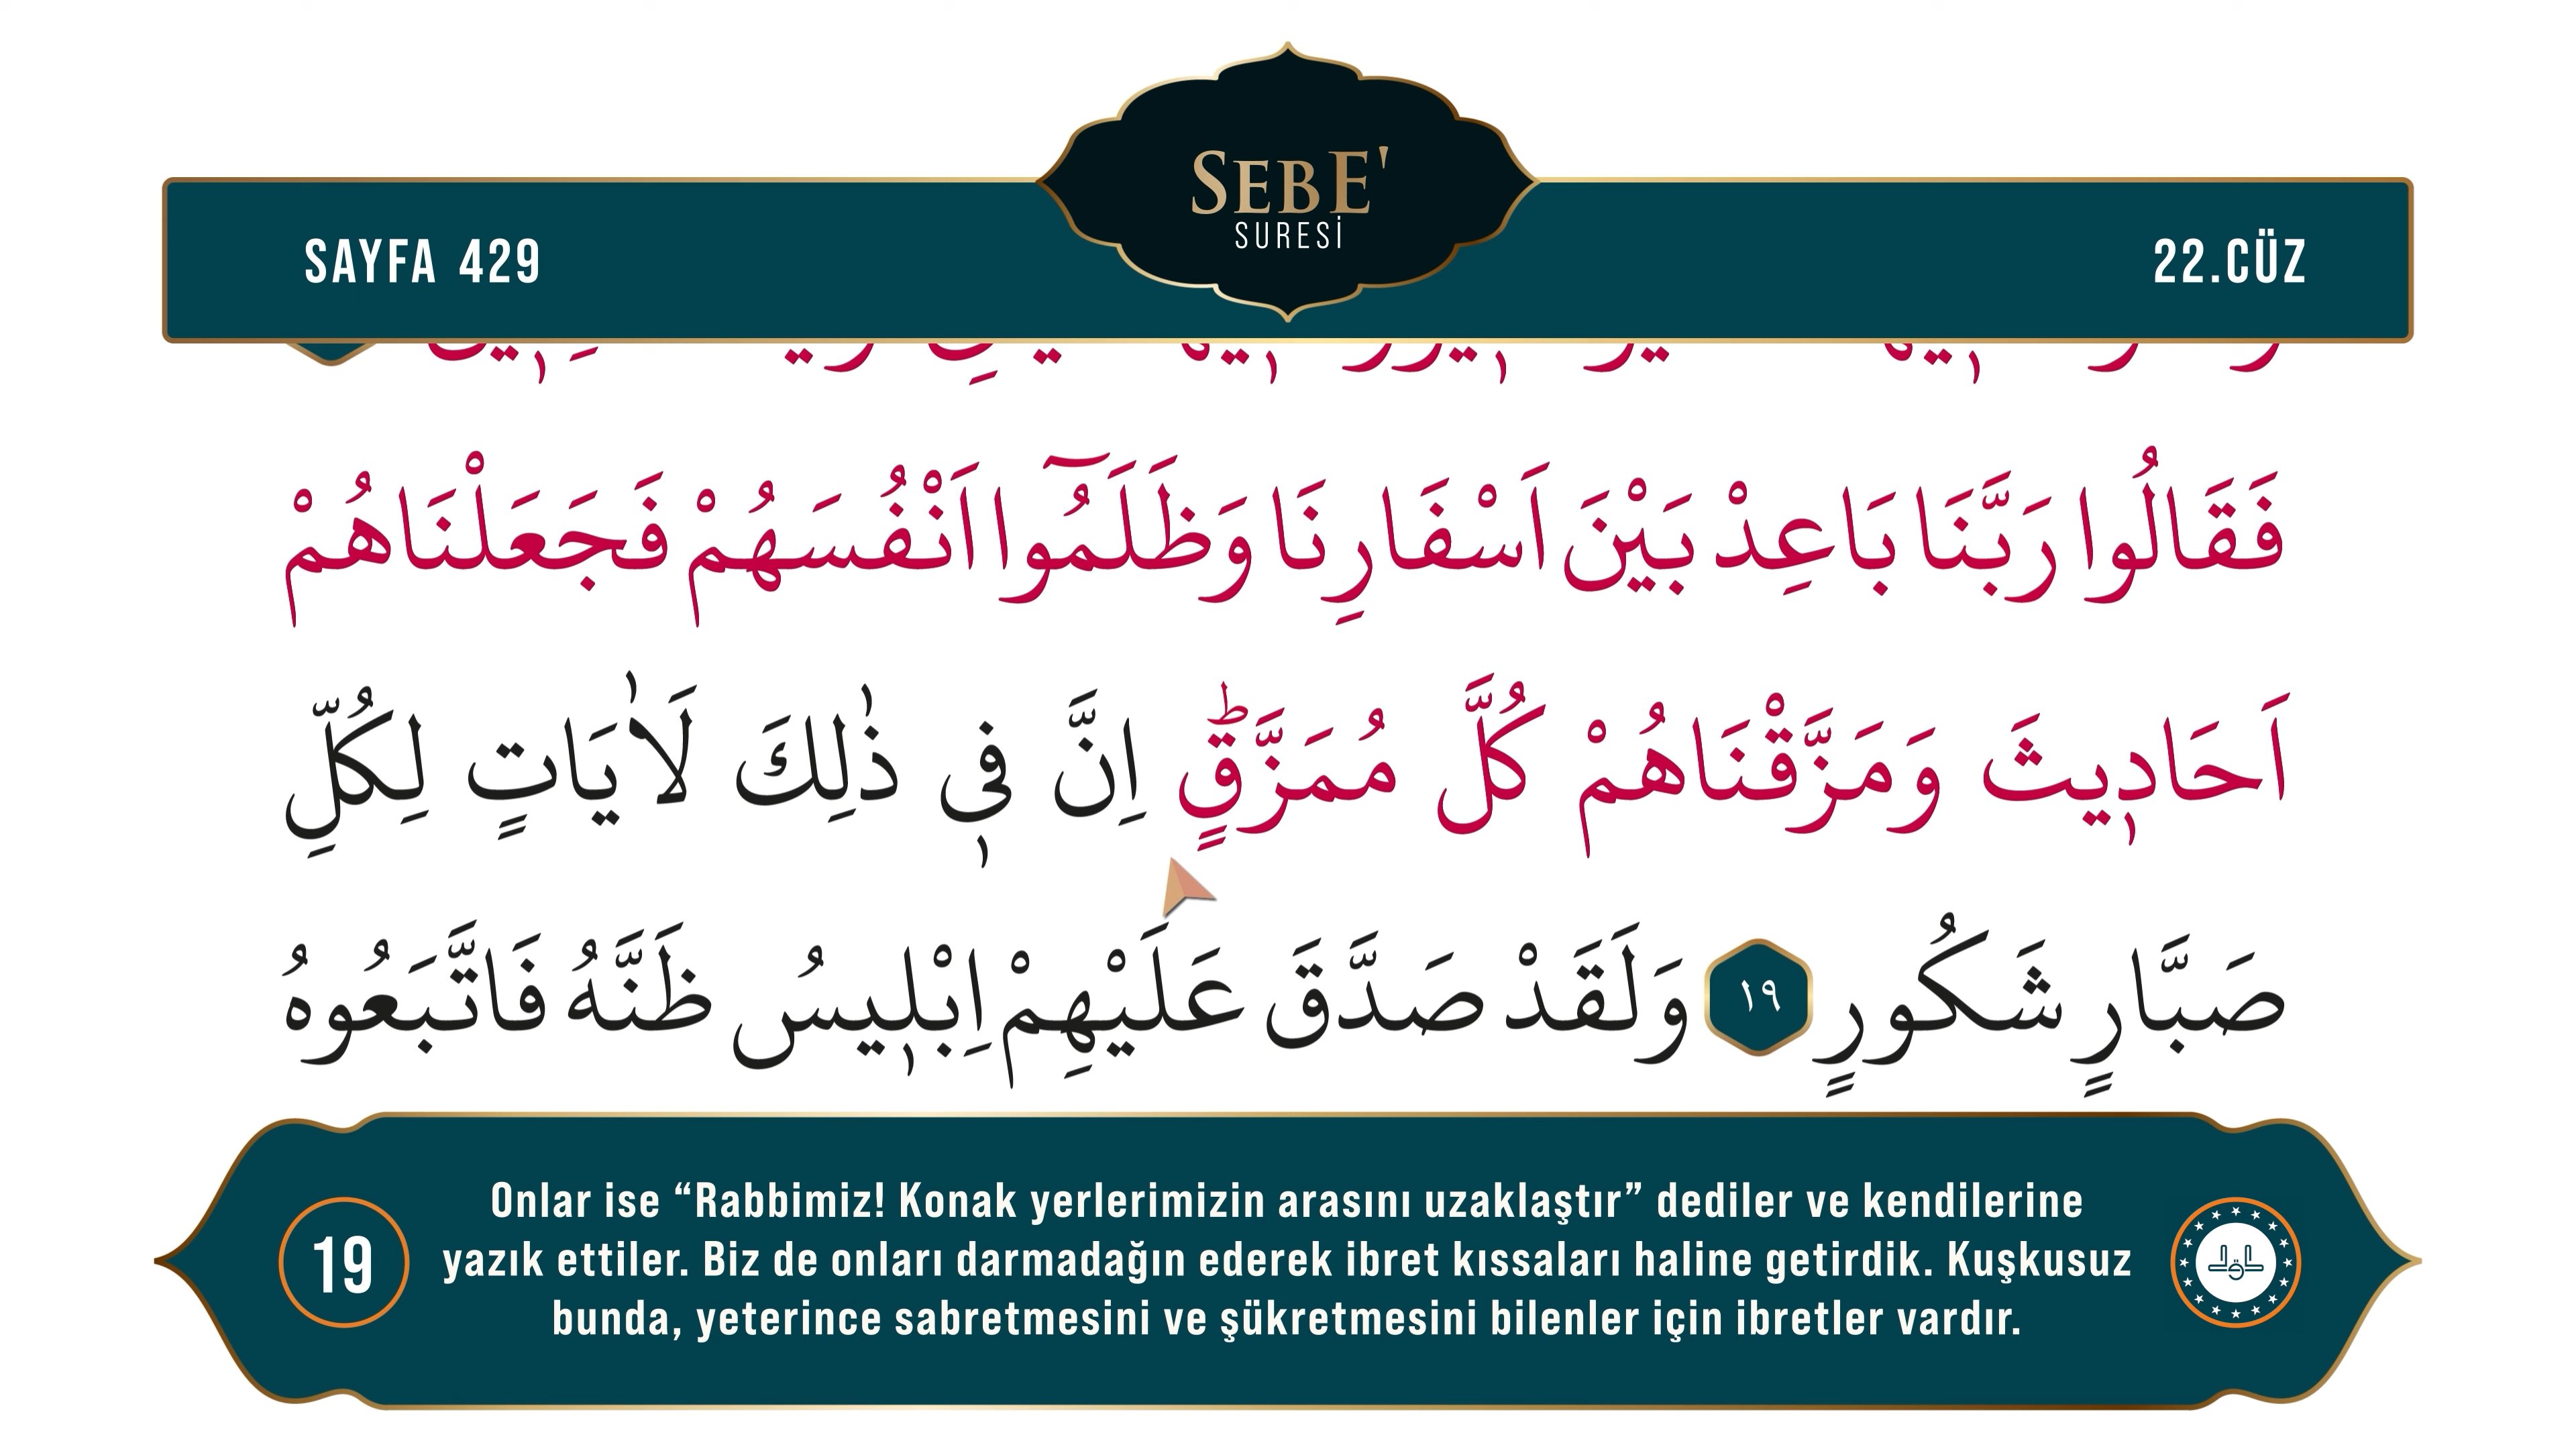 SEBE'
SURESİ
SAYFA 429
22.CÜZ
فَقَالُوا رَبَّنَا بَاعِدْ بَيْنَ اَسْفَارِنَا وَظَلَمُٓوا اَنْفُسَهُمْ فَجَعَلْنَاهُمْ
اَحَاد۪يثَ وَمَزَّقْنَاهُمْ كُلَّ مُمَزَّقٍۜ اِنَّ ف۪ي ذٰلِكَ لَاٰيَاتٍ لِكُلِّ
صَبَّارٍ شَكُورٍ ١٩ وَلَقَدْ صَدَّقَ عَلَيْهِمْ اِبْل۪يسُ ظَنَّهُ فَاتَّبَعُوهُ
19
Onlar ise “Rabbimiz! Konak yerlerimizin arasını uzaklaştır” dediler ve kendilerine
yazık ettiler. Biz de onları darmadağın ederek ibret kıssaları haline getirdik. Kuşkusuz
bunda, yeterince sabretmesini ve şükretmesini bilenler için ibretler vardır.